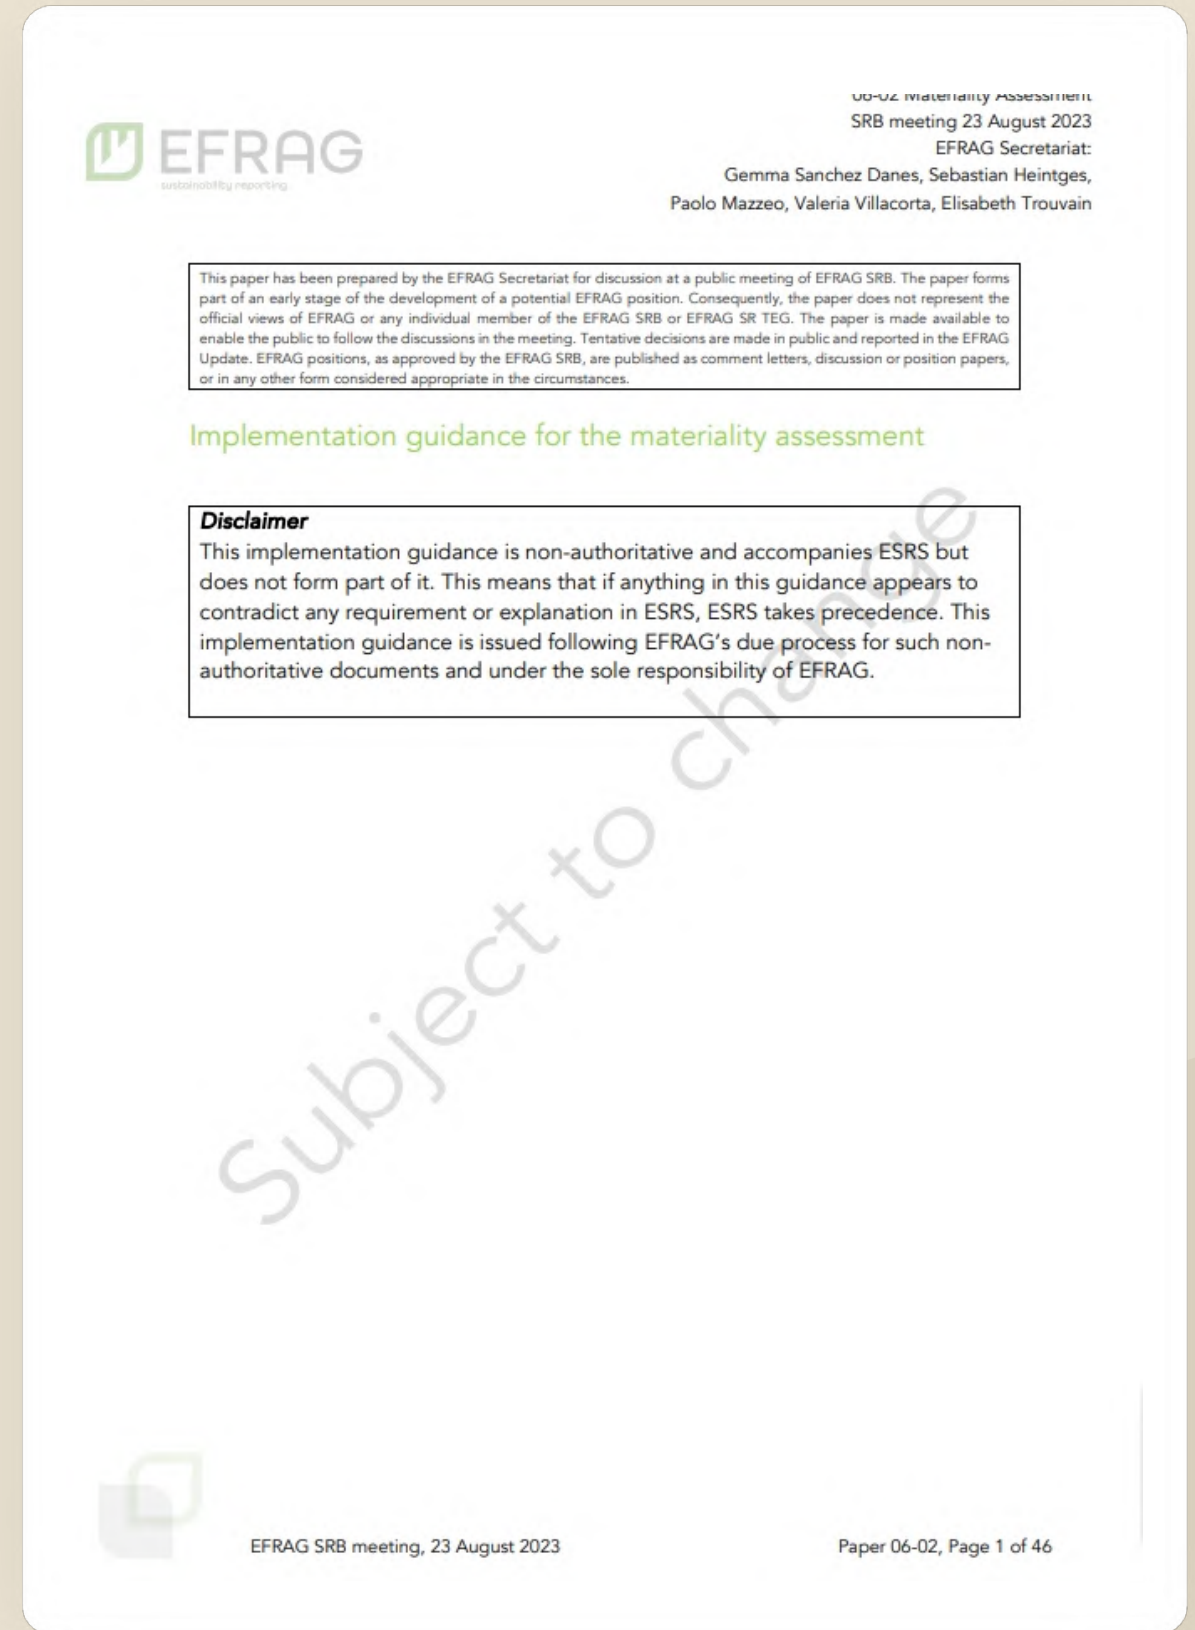 06-02 Materiality Assessment
SRB meeting 23 August 2023
EFRAG Secretariat:
Gemma Sanchez Danes, Sebastian Heintges,
Paolo Mazzeo, Valeria Villacorta, Elisabeth Trouvain
EFRAG
sustainability reporting
This paper has been prepared by the EFRAG Secretariat for discussion at a public meeting of EFRAG SRB. The paper forms
part of an early stage of the development of a potential EFRAG position. Consequently, the paper does not represent the
official views of EFRAG or any individual member of the EFRAG SRB or EFRAG SR TEG. The paper is made available to
enable the public to follow the discussions in the meeting. Tentative decisions are made in public and reported in the EFRAG
Update. EFRAG positions, as approved by the EFRAG SRB, are published as comment letters, discussion or position papers,
or in any other form considered appropriate in the circumstances.
Implementation guidance for the materiality assessment
Disclaimer
This implementation guidance is non-authoritative and accompanies ESRS but
does not form part of it. This means that if anything in this guidance appears to
contradict any requirement or explanation in ESRS, ESRS takes precedence. This
implementation guidance is issued following EFRAG's due process for such non-
authoritative documents and under the sole responsibility of EFRAG.
Subject to change
EFRAG SRB meeting, 23 August 2023
Paper 06-02, Page 1 of 46